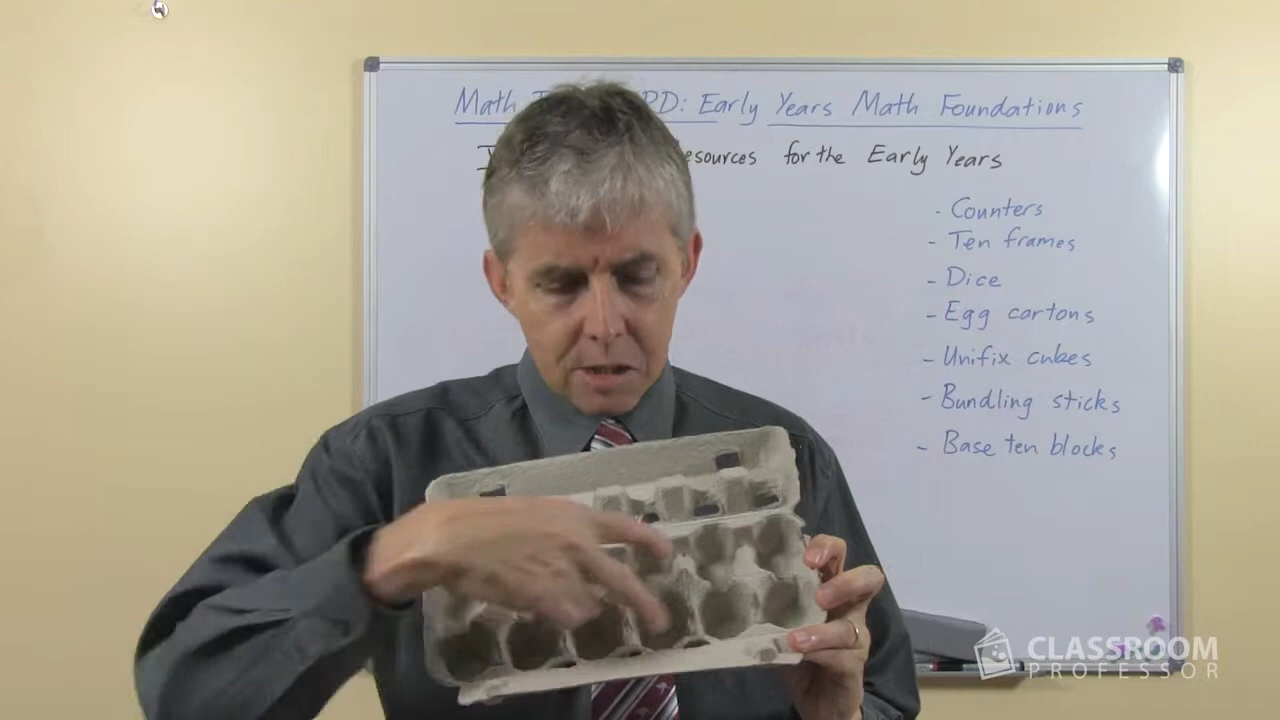 Math PD: Early Years Math Foundations
esources for the Early Years
- Counters
- Ten frames
- Dice
- Egg cartons
- Unifix cubes
- Bundling sticks
- Base ten blocks
CLASSROOM
PROFESSOR